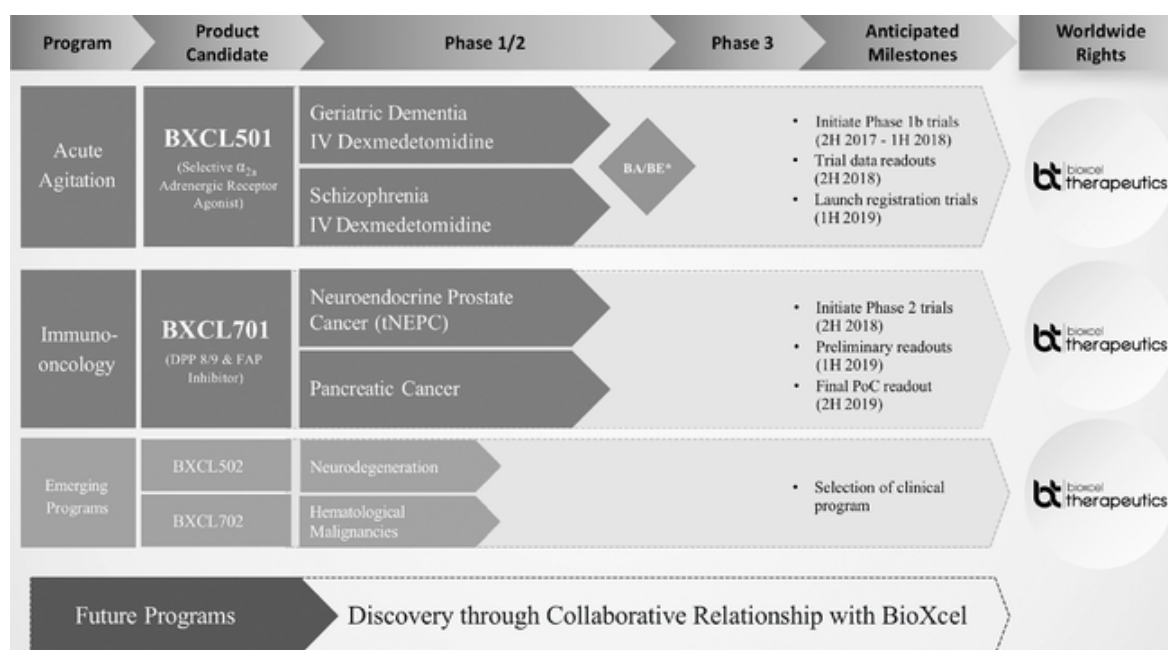 Program
Product
Candidate
Phase 1/2
Phase 3
Anticipated
Milestones
Worldwide
Rights
Acute
Agitation
BXCL501
(Selective α2a
Adrenergic Receptor
Agonist)
Geriatric Dementia
IV Dexmedetomidine
Schizophrenia
IV Dexmedetomidine
BA/BE*
• Initiate Phase 1b trials
(2H 2017 - 1H 2018)
• Trial data readouts
(2H 2018)
• Launch registration trials
(1H 2019)
bt bioxcel
therapeutics
Immuno-
oncology
BXCL701
(DPP 8/9 & FAP
Inhibitor)
Neuroendocrine Prostate
Cancer (tNEPC)
Pancreatic Cancer
• Initiate Phase 2 trials
(2H 2018)
• Preliminary readouts
(1H 2019)
• Final PoC readout
(2H 2019)
bt bioxcel
therapeutics
Emerging
Programs
BXCL502
Neurodegeneration
BXCL702
Hematological
Malignancies
• Selection of clinical
program
bt bioxcel
therapeutics
Future Programs
Discovery through Collaborative Relationship with BioXcel